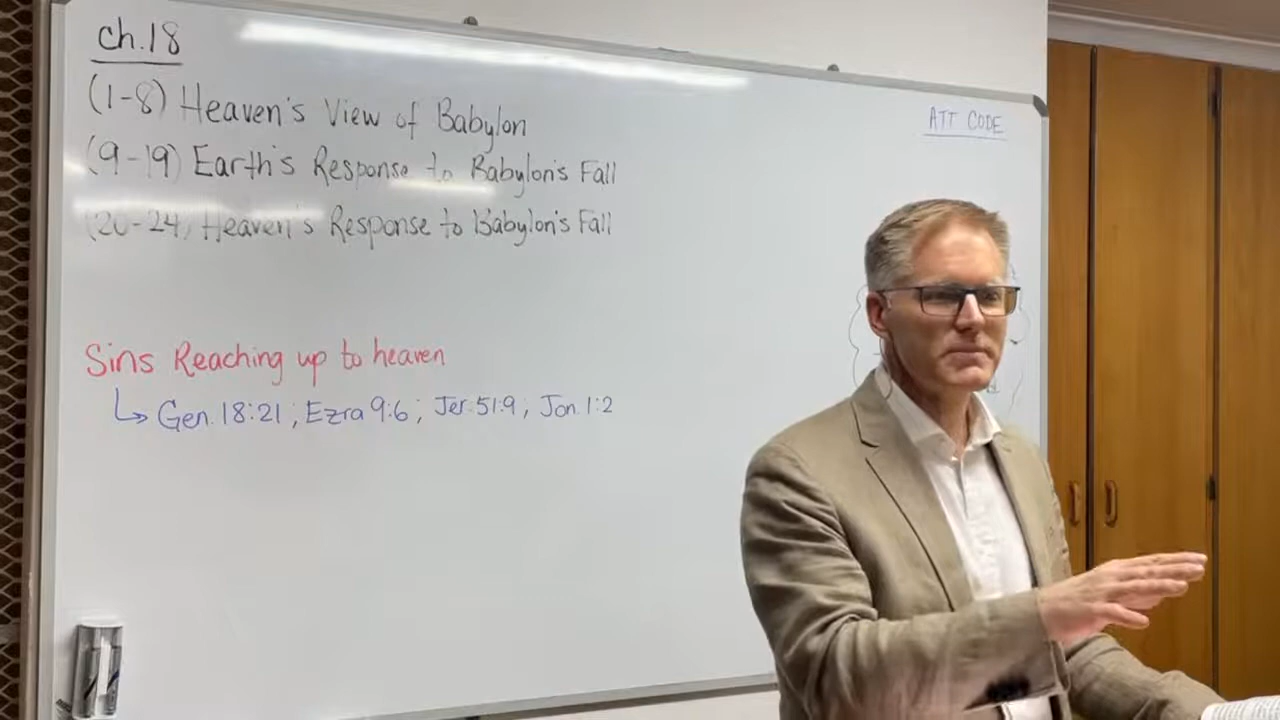 ch.18
(1-8) Heaven's View of Babylon
(9-19) Earth's Response to Babylon's Fall
(20-24) Heaven's Response to Babylon's Fall
ATT CODE
Sins Reaching up to heaven
↳ Gen. 18:21 ; Ezra 9:6 ; Jer. 51:9 ; Jon. 1:2